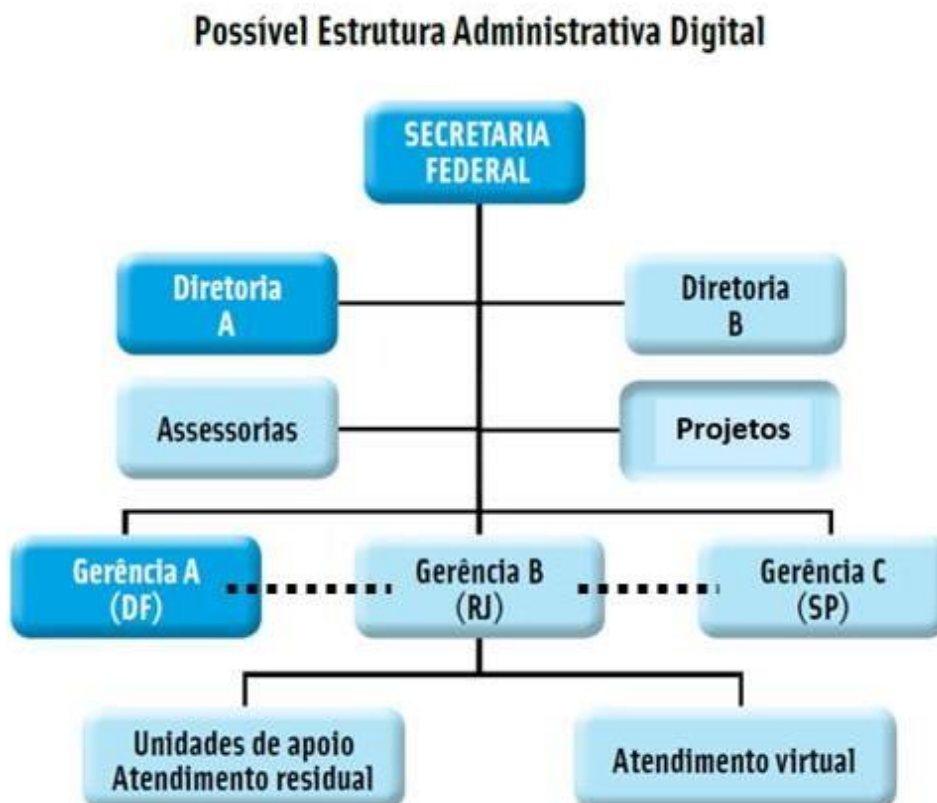 Possível Estrutura Administrativa Digital
SECRETARIA
FEDERAL
Diretoria
A
Diretoria
B
Assessorias
Projetos
Gerência A
(DF)
Gerência B
(RJ)
Gerência C
(SP)
Unidades de apoio
Atendimento residual
Atendimento virtual